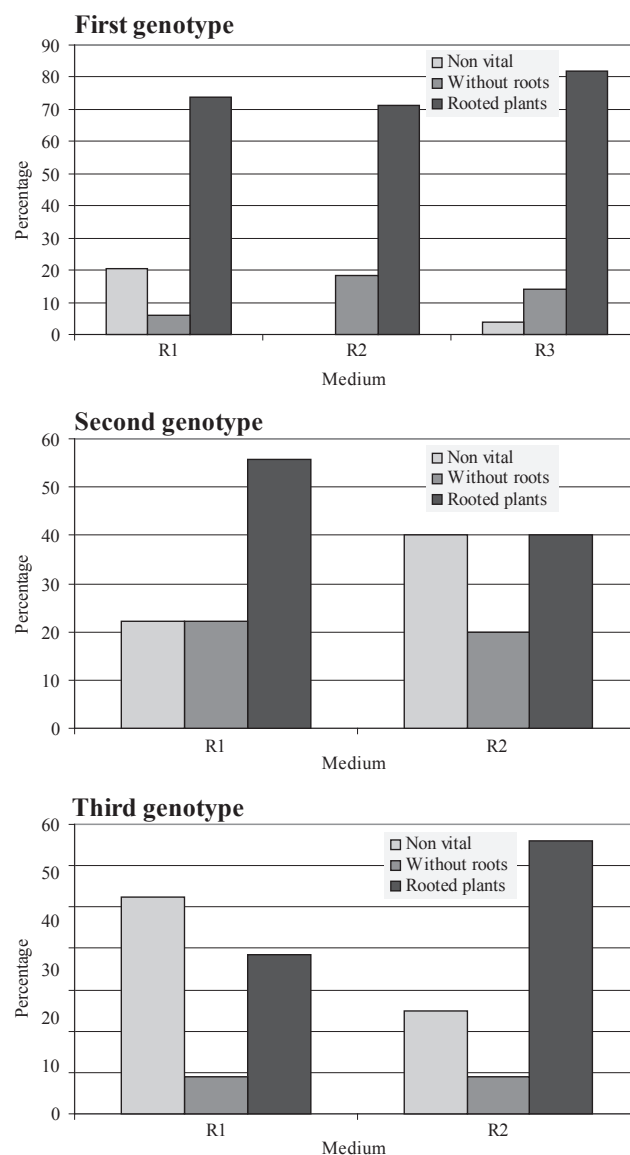 First genotype
90
80
70
60
50
40
30
20
10
0
Percentage
Non vital
Without roots
Rooted plants
R1 R2 R3
Medium
Second genotype
60
50
40
30
20
10
0
Percentage
Non vital
Without roots
Rooted plants
R1 R2
Medium
Third genotype
60
50
40
30
20
10
0
Percentage
Non vital
Without roots
Rooted plants
R1 R2
Medium